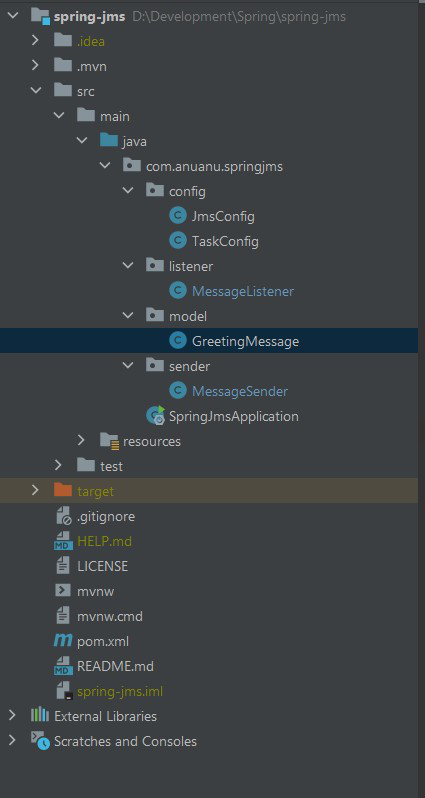 spring-jms D:\Development\Spring\spring-jms
.idea
.mvn
src
main
java
com.anuanu.springjms
config
JmsConfig
TaskConfig
listener
MessageListener
model
GreetingMessage
sender
MessageSender
SpringJmsApplication
resources
test
target
.gitignore
MD HELP.md
LICENSE
mvnw
mvnw.cmd
m pom.xml
MD README.md
spring-jms.iml
External Libraries
Scratches and Consoles